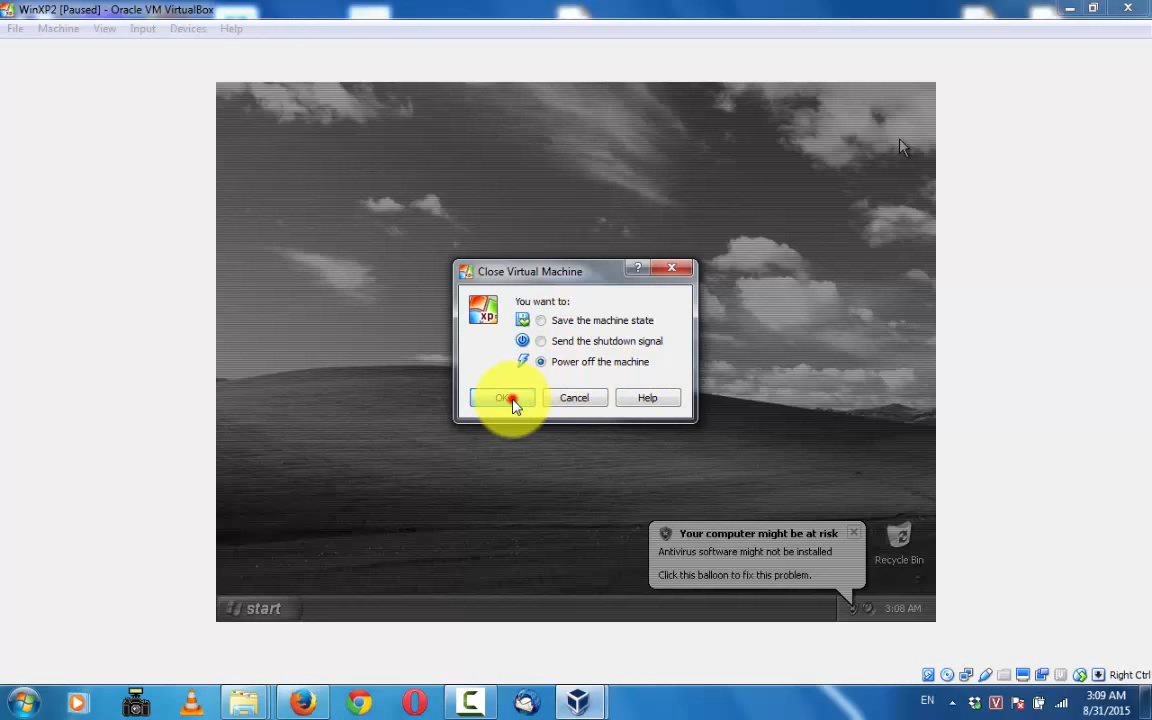 WinXP2 [Paused] - Oracle VM VirtualBox
File Machine View Input Devices Help
Close Virtual Machine
You want to:
xp
Save the machine state
Send the shutdown signal
Power off the machine
OK Cancel Help
Your computer might be at risk
Antivirus software might not be installed
Click this balloon to fix this problem.
Recycle Bin
start
3:08 AM
Right Ctrl
EN
3:09 AM
8/31/2015